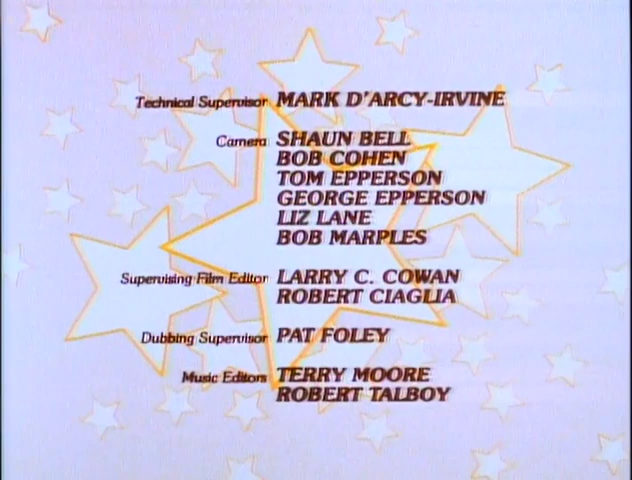 Technical Supervisor MARK D'ARCY-IRVINE
Camera SHAUN BELL
BOB COHEN
TOM EPPERSON
GEORGE EPPERSON
LIZ LANE
BOB MARPLES
Supervising Film Editor LARRY C. COWAN
ROBERT CIAGLIA
Dubbing Supervisor PAT FOLEY
Music Editors TERRY MOORE
ROBERT TALBOY